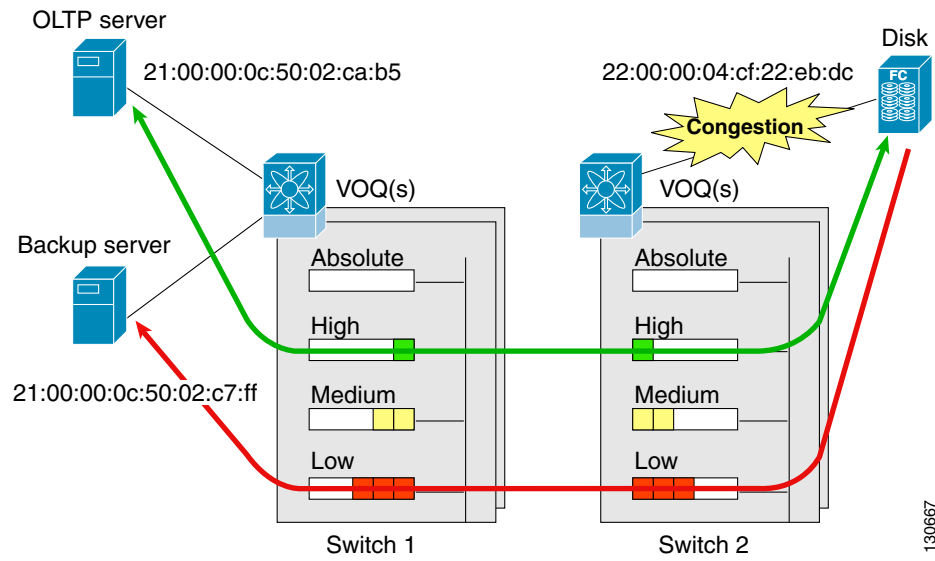 OLTP server
21:00:00:0c:50:02:ca:b5
22:00:00:04:cf:22:eb:dc
Disk
FC
Congestion
VOQ(s)
VOQ(s)
Backup server
21:00:00:0c:50:02:c7:ff
Absolute
High
Medium
Low
Absolute
High
Medium
Low
Switch 1
Switch 2
130667